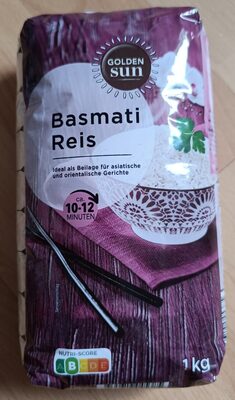 GOLDEN
sun
Basmati
Reis
Ideal als Beilage für asiatische
und orientalische Gerichte
ca.
10-12
MINUTEN
NUTRI-SCORE
A B C D E
1kg